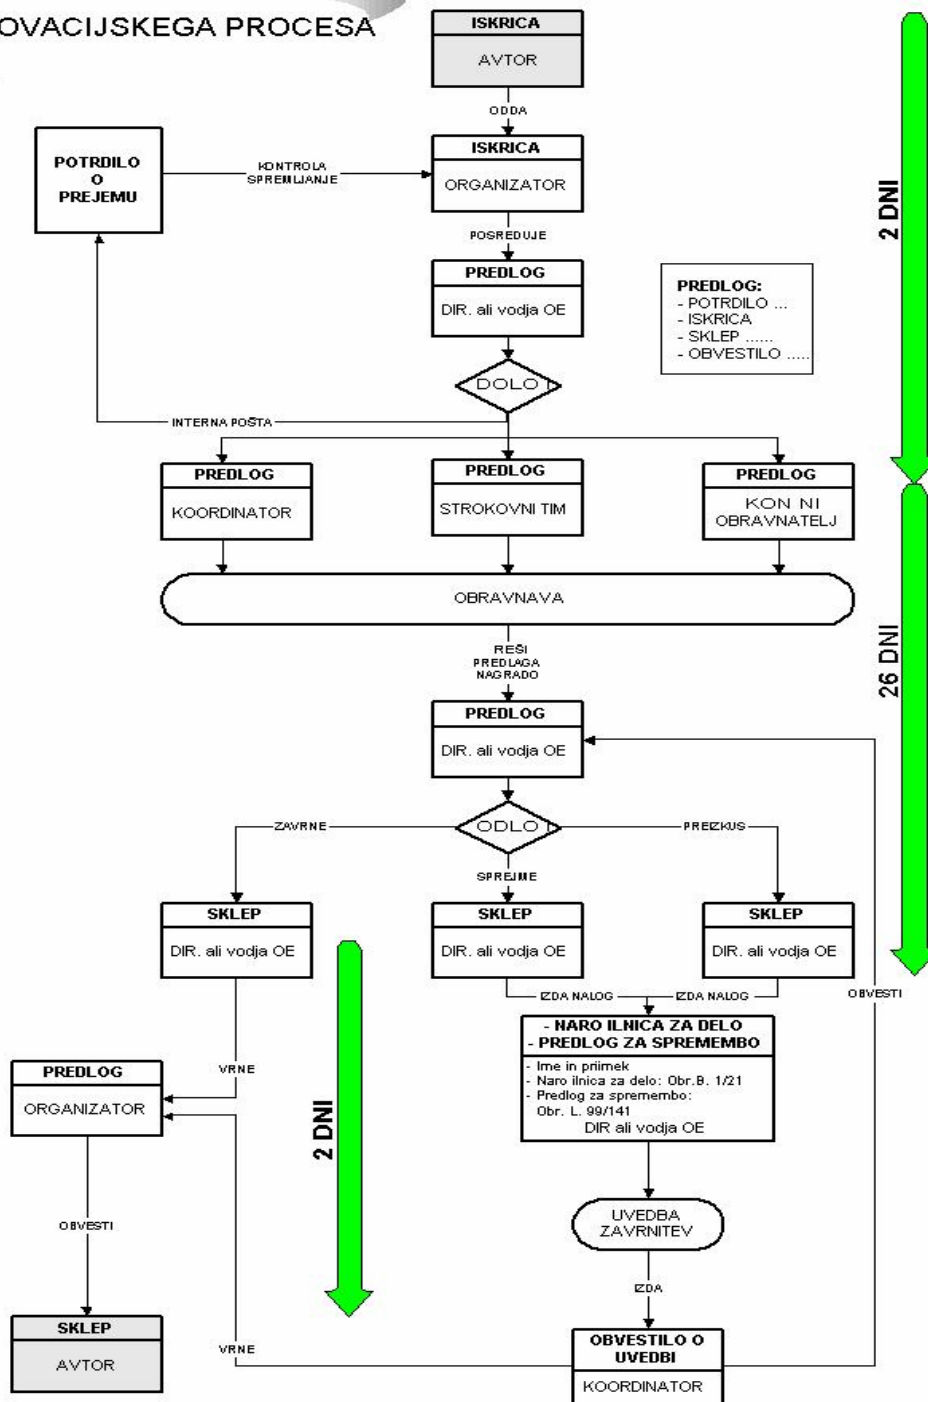 OVACIJSKEGA PROCESA
ISKRICA
AVTOR
ODDA
POTRDILO
O
PREJEMU
KONTROLA
SPREMLJANJE
ISKRICA
ORGANIZATOR
2 DNI
POSREDUJE
PREDLOG
DIR. ali vodja OE
PREDLOG:
- POTRDILO ...
- ISKRICA
- SKLEP ......
- OBVESTILO .....
DOLO I
INTERNA POŠTA
PREDLOG
KOORDINATOR
PREDLOG
STROKOVNI TIM
PREDLOG
KON NI
OBRAVNATELJ
OBRAVNAVA
26 DNI
REŠI
PREDLAGA
NAGRADO
PREDLOG
DIR. ali vodja OE
ZAVRNE
ODLO I
PREIZKUS
SPREJME
SKLEP
DIR. ali vodja OE
SKLEP
DIR. ali vodja OE
SKLEP
DIR. ali vodja OE
IZDA NALOG
IZDA NALOG
OBVESTI
- NARO ILNICA ZA DELO
- PREDLOG ZA SPREMEMBO
- Ime in priimek
- Naro ilnica za delo: Obr.B. 1/21
- Predlog za spremembo:
Obr. L. 99/141
DIR ali vodja OE
VRNE
PREDLOG
ORGANIZATOR
2 DNI
UVEDBA
ZAVRNITEV
OBVESTI
IZDA
SKLEP
AVTOR
VRNE
OBVESTILO O
UVEDBI
KOORDINATOR